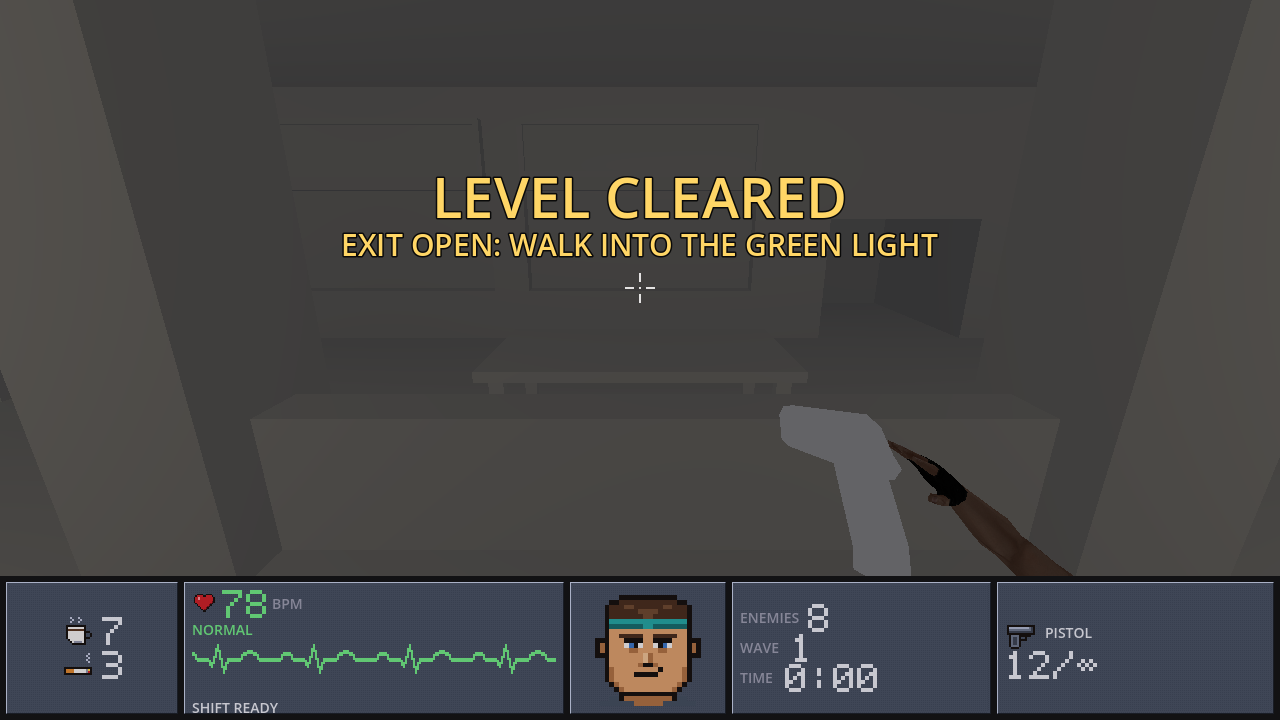 LEVEL CLEARED
EXIT OPEN: WALK INTO THE GREEN LIGHT
7
3
78 BPM
NORMAL
SHIFT READY
ENEMIES 8
WAVE 1
TIME 0:00
PISTOL
12/∞